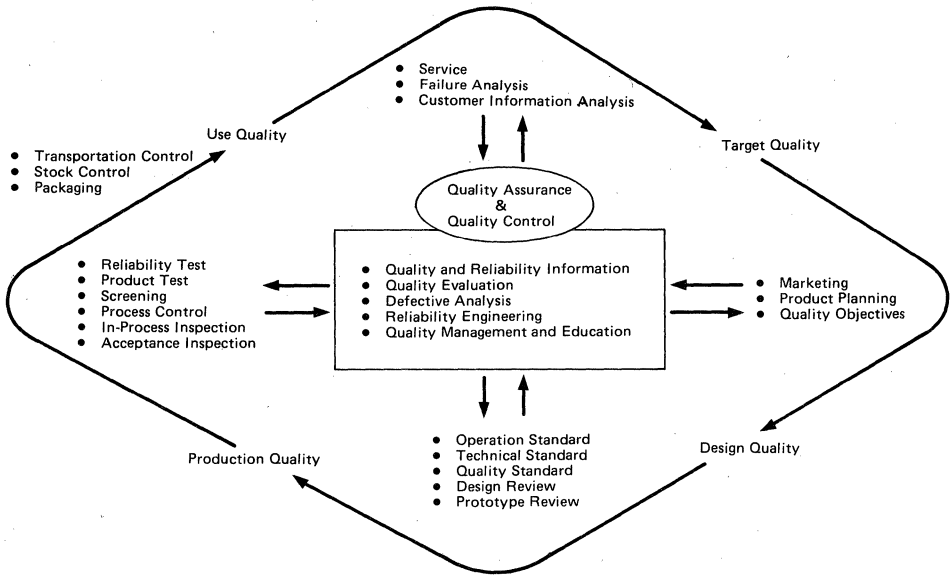 ● Service
● Failure Analysis
● Customer Information Analysis
Use Quality
Target Quality
● Transportation Control
● Stock Control
● Packaging
Quality Assurance
&
Quality Control
● Reliability Test
● Product Test
● Screening
● Process Control
● In-Process Inspection
● Acceptance Inspection
● Quality and Reliability Information
● Quality Evaluation
● Defective Analysis
● Reliability Engineering
● Quality Management and Education
● Marketing
● Product Planning
● Quality Objectives
Production Quality
● Operation Standard
● Technical Standard
● Quality Standard
● Design Review
● Prototype Review
Design Quality